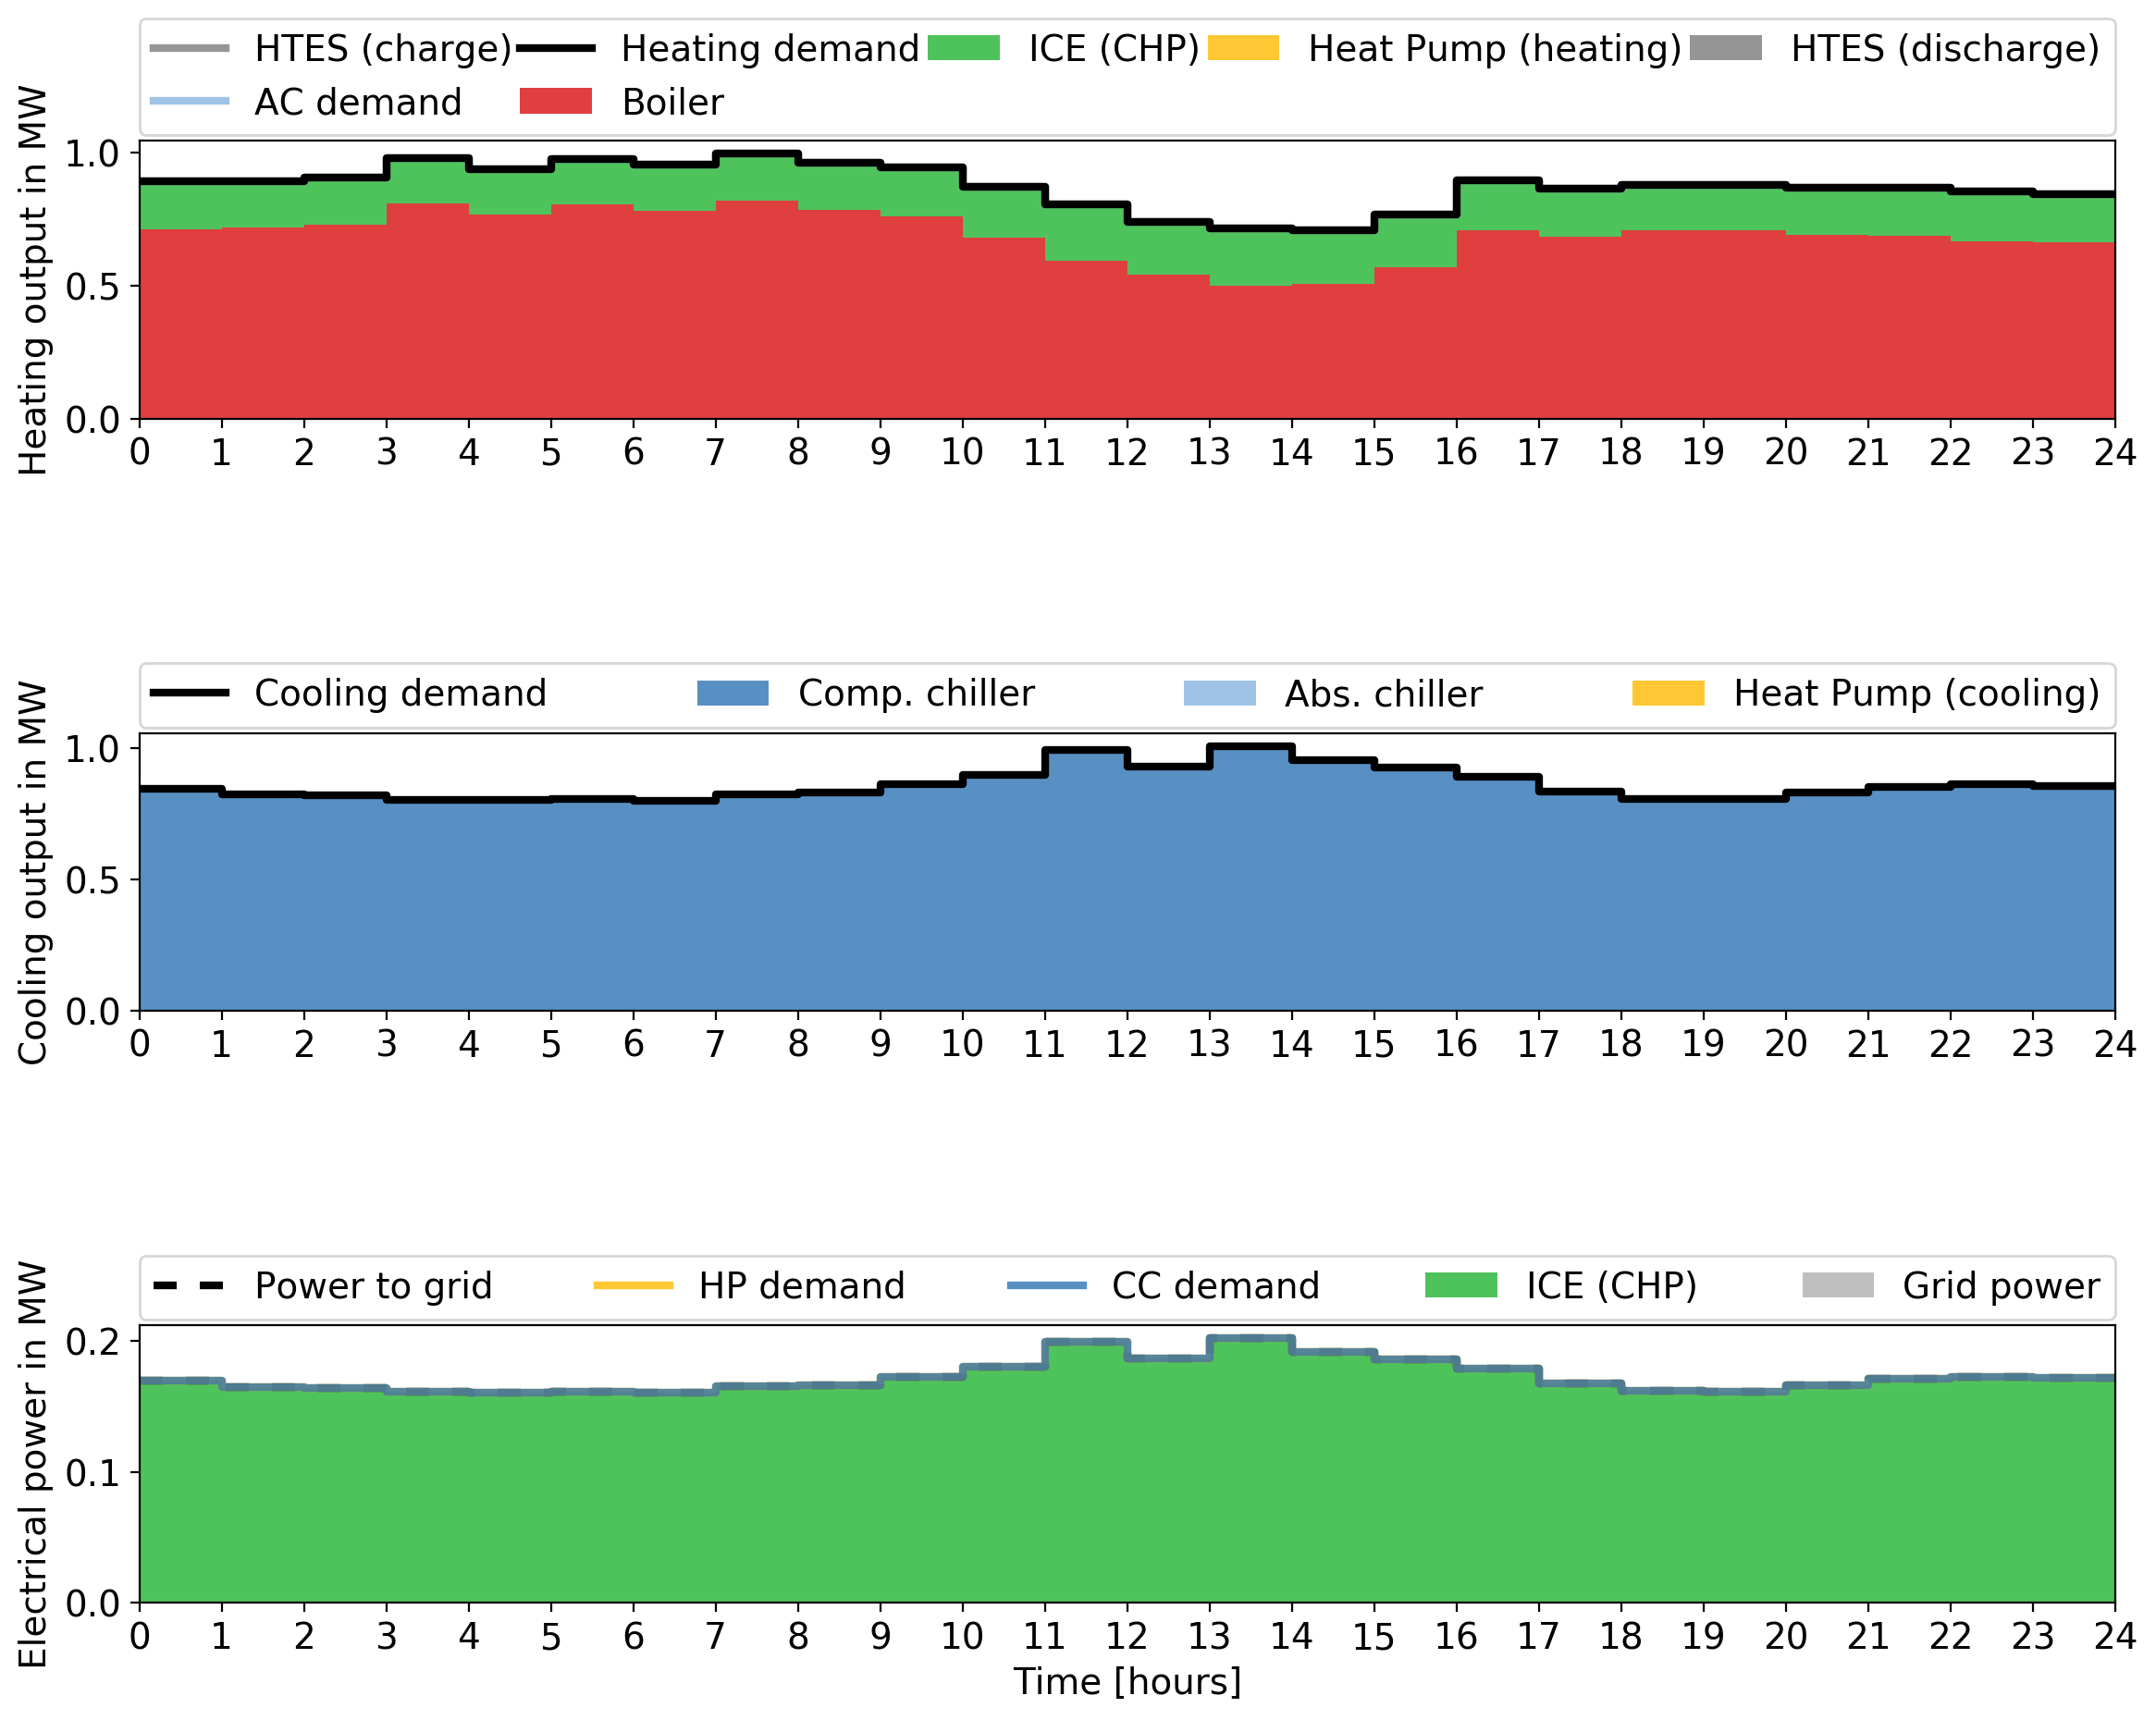 HTES (charge) Heating demand ICE (CHP) Heat Pump (heating) HTES (discharge)
AC demand Boiler
Heating output in MW
1.0
0.5
0.0
0 1 2 3 4 5 6 7 8 9 10 11 12 13 14 15 16 17 18 19 20 21 22 23 24
Cooling demand Comp. chiller Abs. chiller Heat Pump (cooling)
Cooling output in MW
1.0
0.5
0.0
0 1 2 3 4 5 6 7 8 9 10 11 12 13 14 15 16 17 18 19 20 21 22 23 24
Power to grid HP demand CC demand ICE (CHP) Grid power
Electrical power in MW
0.2
0.1
0.0
0 1 2 3 4 5 6 7 8 9 10 11 12 13 14 15 16 17 18 19 20 21 22 23 24
Time [hours]